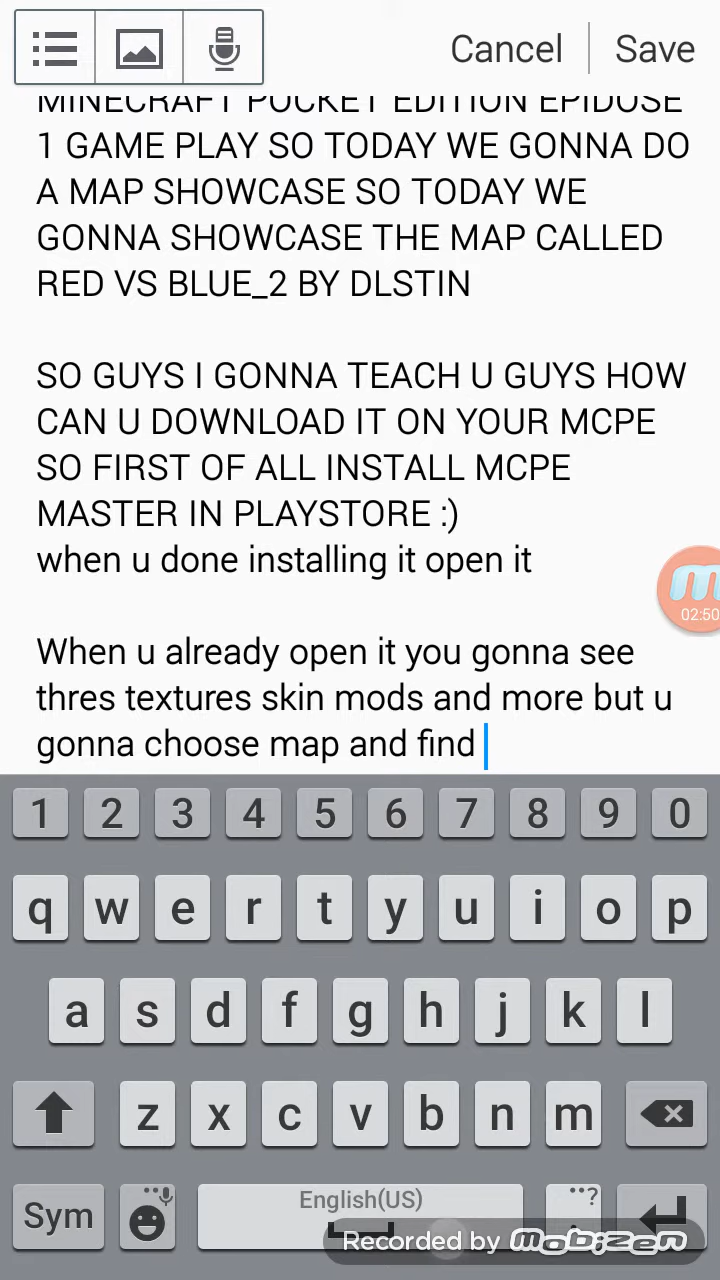 Cancel Save
MINECRAFT POCKET EDITION EPIDOSE
1 GAME PLAY SO TODAY WE GONNA DO
A MAP SHOWCASE SO TODAY WE
GONNA SHOWCASE THE MAP CALLED
RED VS BLUE_2 BY DLSTIN
SO GUYS I GONNA TEACH U GUYS HOW
CAN U DOWNLOAD IT ON YOUR MCPE
SO FIRST OF ALL INSTALL MCPE
MASTER IN PLAYSTORE :)
when u done installing it open it
02:50
When u already open it you gonna see
thres textures skin mods and more but u
gonna choose map and find
1 2 3 4 5 6 7 8 9 0
q w e r t y u i o p
a s d f g h j k l
z x c v b n m
Sym English(US) ?
Recorded by mobizen